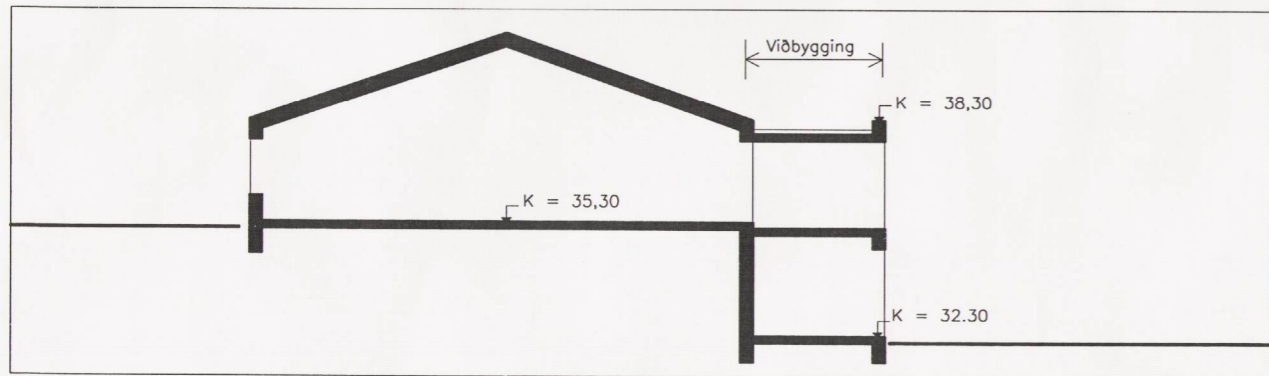 Viðbygging
K = 38,30
K = 35,30
K = 32.30